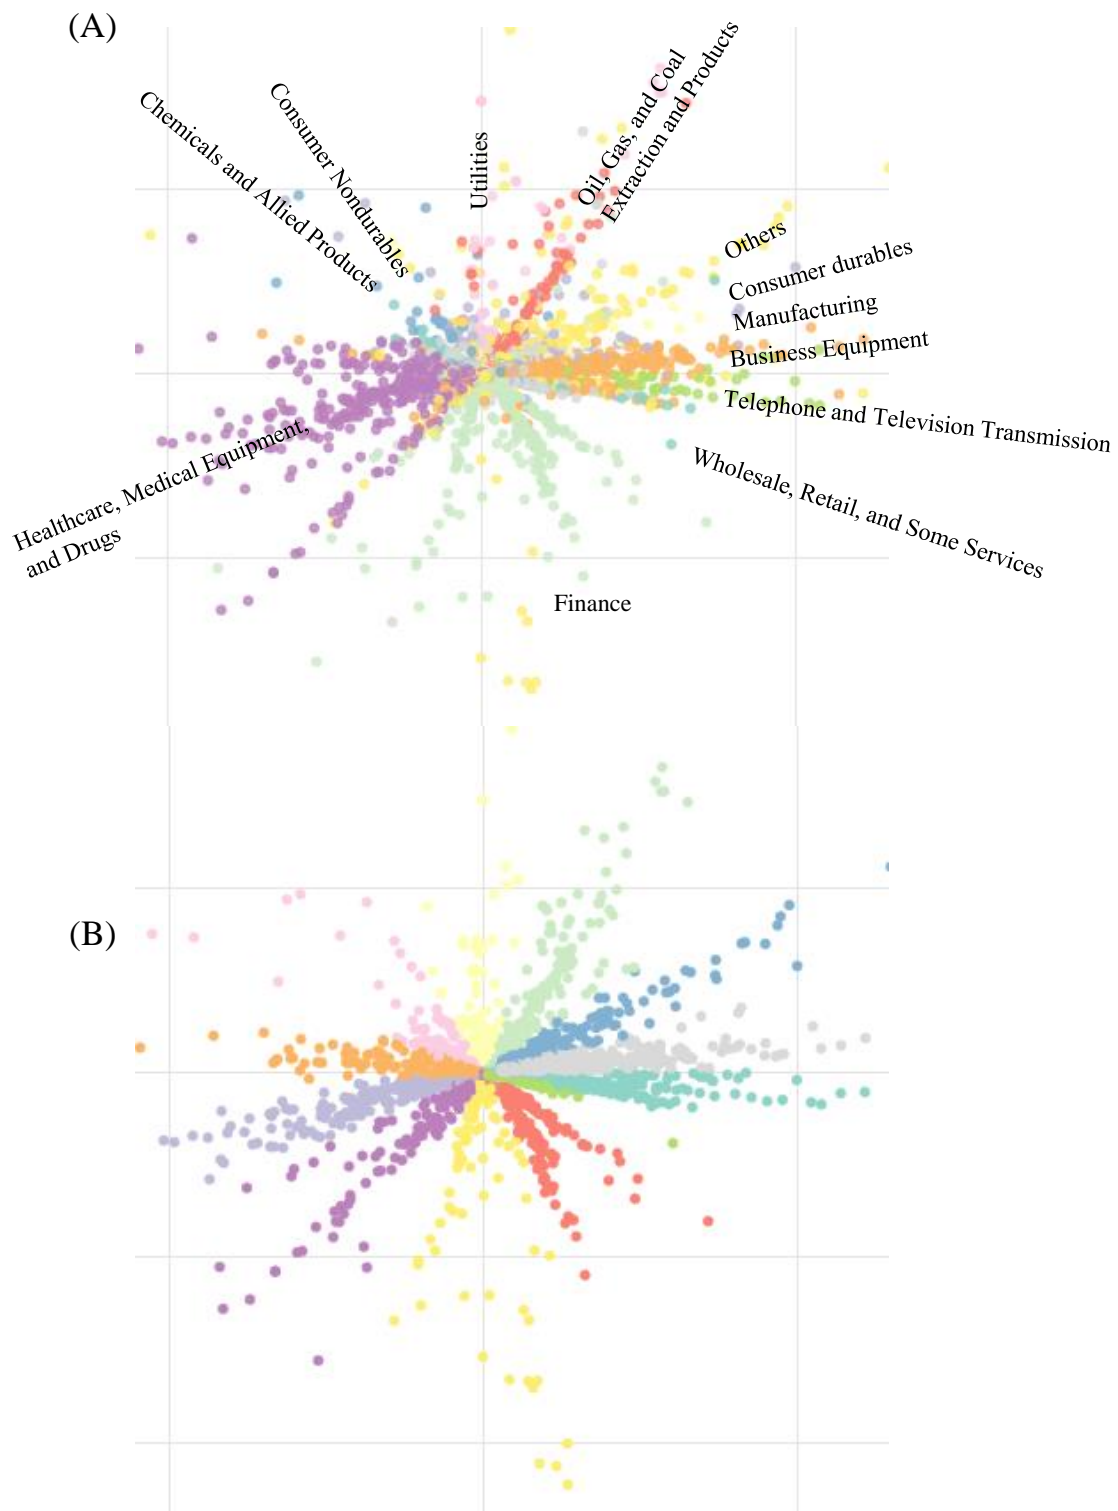 (A)
Chemicals and Allied Products
Consumer Nondurables
Utilities
Oil, Gas, and Coal
Extraction and Products
Others
Consumer durables
Manufacturing
Business Equipment
Telephone and Television Transmission
Wholesale, Retail, and Some Services
Healthcare, Medical Equipment,
and Drugs
Finance
(B)